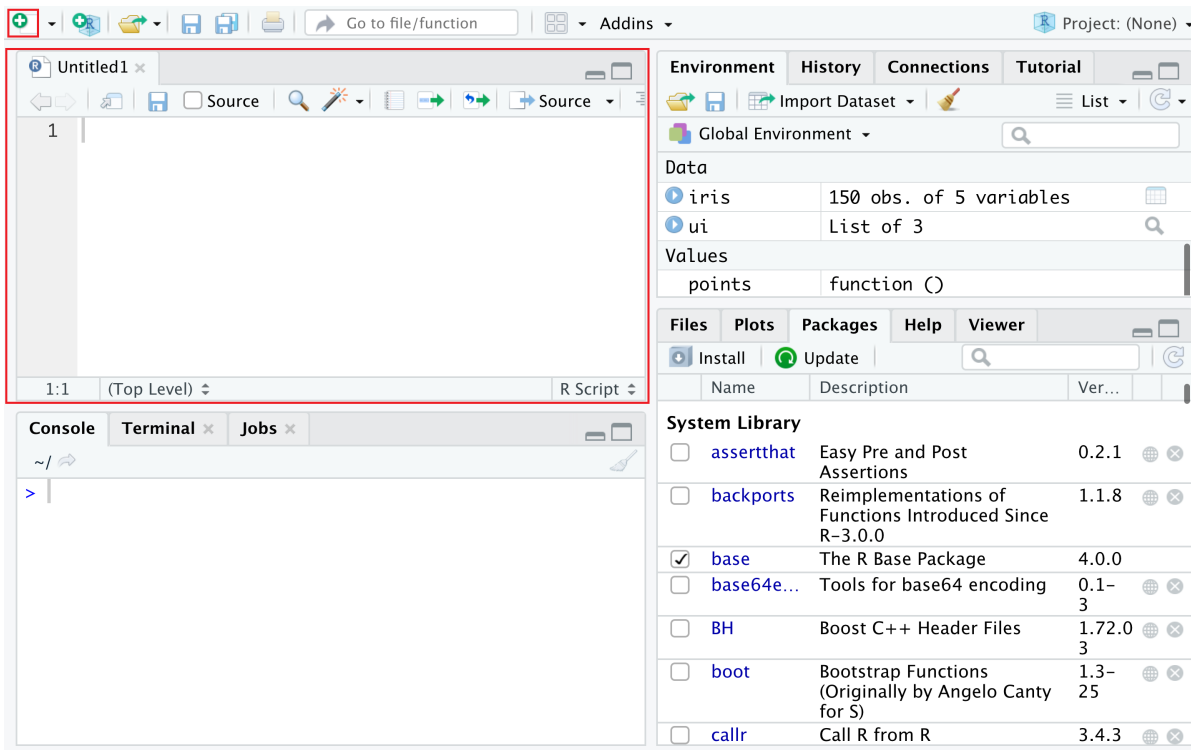 Go to file/function
Addins
Project: (None)
Untitled1
Source
Source
1
1:1 (Top Level) R Script
Console Terminal Jobs
~/
>
Environment History Connections Tutorial
Import Dataset List
Global Environment
Data
iris 150 obs. of 5 variables
ui List of 3
Values
points function ()
Files Plots Packages Help Viewer
Install Update
Name Description Ver...
System Library
assertthat Easy Pre and Post 0.2.1
Assertions
backports Reimplementations of 1.1.8
Functions Introduced Since
R-3.0.0
base The R Base Package 4.0.0
base64e... Tools for base64 encoding 0.1-
3
BH Boost C++ Header Files 1.72.0
3
boot Bootstrap Functions 1.3-
(Originally by Angelo Canty 25
for S)
callr Call R from R 3.4.3